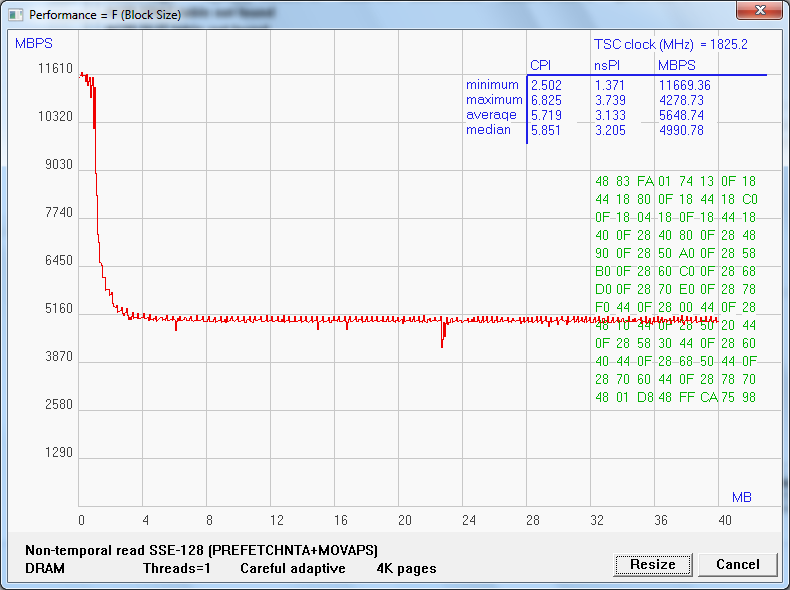 Performance = F (Block Size)
MBPS
TSC clock (MHz) = 1825.2
CPI nsPI MBPS
minimum 2.502 1.371 11669.36
maximum 6.825 3.739 4278.73
average 5.719 3.133 5648.74
median 5.851 3.205 4990.78
11610
10320
9030
7740
6450
5160
3870
2580
1290
48 83 FA 01 74 13 0F 18
44 18 80 0F 18 44 18 C0
0F 18 04 18 0F 18 44 18
40 0F 28 40 80 0F 28 48
90 0F 28 50 A0 0F 28 58
B0 0F 28 60 C0 0F 28 68
D0 0F 28 70 E0 0F 28 78
F0 44 0F 28 00 44 0F 28
48 10 44 0F 28 50 20 44
0F 28 58 30 44 0F 28 60
40 44 0F 28 68 50 44 0F
28 70 60 44 0F 28 78 70
48 01 D8 48 FF CA 75 98
MB
0 4 8 12 16 20 24 28 32 36 40
Non-temporal read SSE-128 (PREFETCHNTA+MOVAPS)
DRAM Threads=1 Careful adaptive 4K pages
Resize Cancel